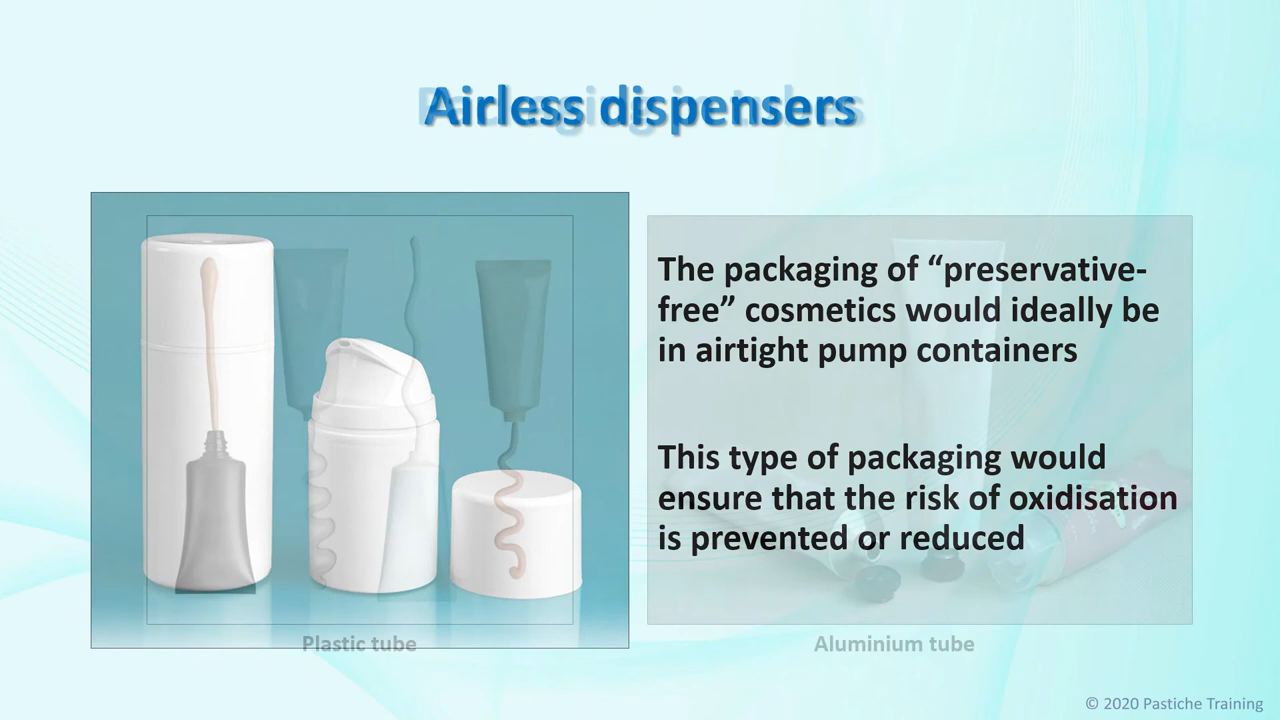 Airless dispensers
The packaging of “preservative-
free” cosmetics would ideally be
in airtight pump containers
This type of packaging would
ensure that the risk of oxidisation
is prevented or reduced
Plastic tube
Aluminium tube
© 2020 Pastiche Training